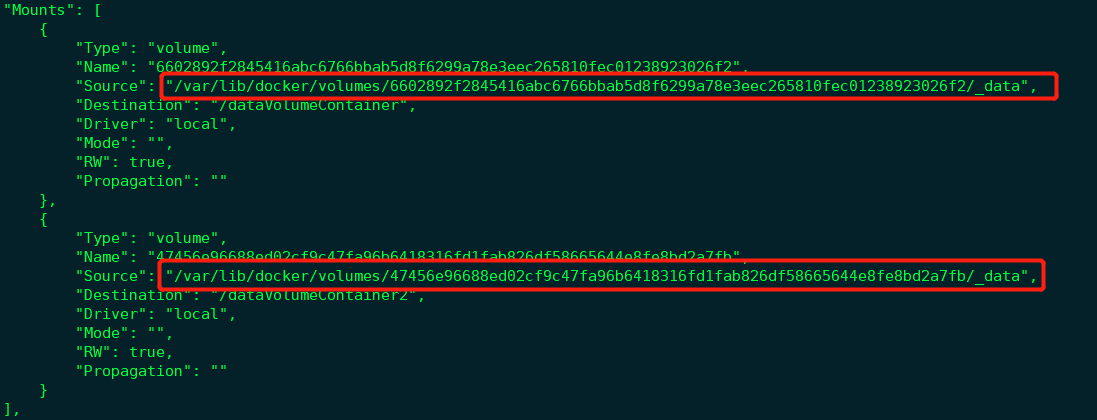 "Mounts": [
{
"Type": "volume",
"Name": "6602892f2845416abc6766bbab5d8f6299a78e3eec265810fec01238923026f2",
"Source": "/var/lib/docker/volumes/6602892f2845416abc6766bbab5d8f6299a78e3eec265810fec01238923026f2/_data",
"Destination": "/dataVolumeContainer",
"Driver": "local",
"Mode": "",
"RW": true,
"Propagation": ""
},
{
"Type": "volume",
"Name": "47456e96688ed02cf9c47fa96b6418316fd1fab826df58665644e8fe8bd2a7fb",
"Source": "/var/lib/docker/volumes/47456e96688ed02cf9c47fa96b6418316fd1fab826df58665644e8fe8bd2a7fb/_data",
"Destination": "/dataVolumeContainer2",
"Driver": "local",
"Mode": "",
"RW": true,
"Propagation": ""
}
],